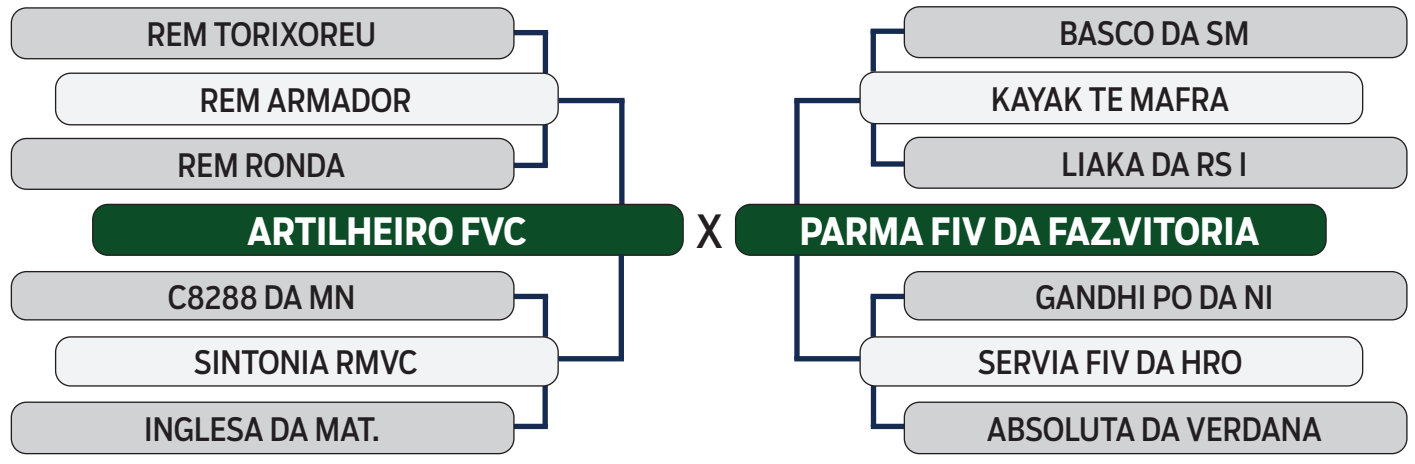 REM TORIXOREU
REM ARMADOR
REM RONDA
ARTILHEIRO FVC
C8288 DA MN
SINTONIA RMVC
INGLESA DA MAT.
X
BASCO DA SM
KAYAK TE MAFRA
LIAKA DA RS I
PARMA FIV DA FAZ.VITORIA
GANDHI PO DA NI
SERVIA FIV DA HRO
ABSOLUTA DA VERDANA